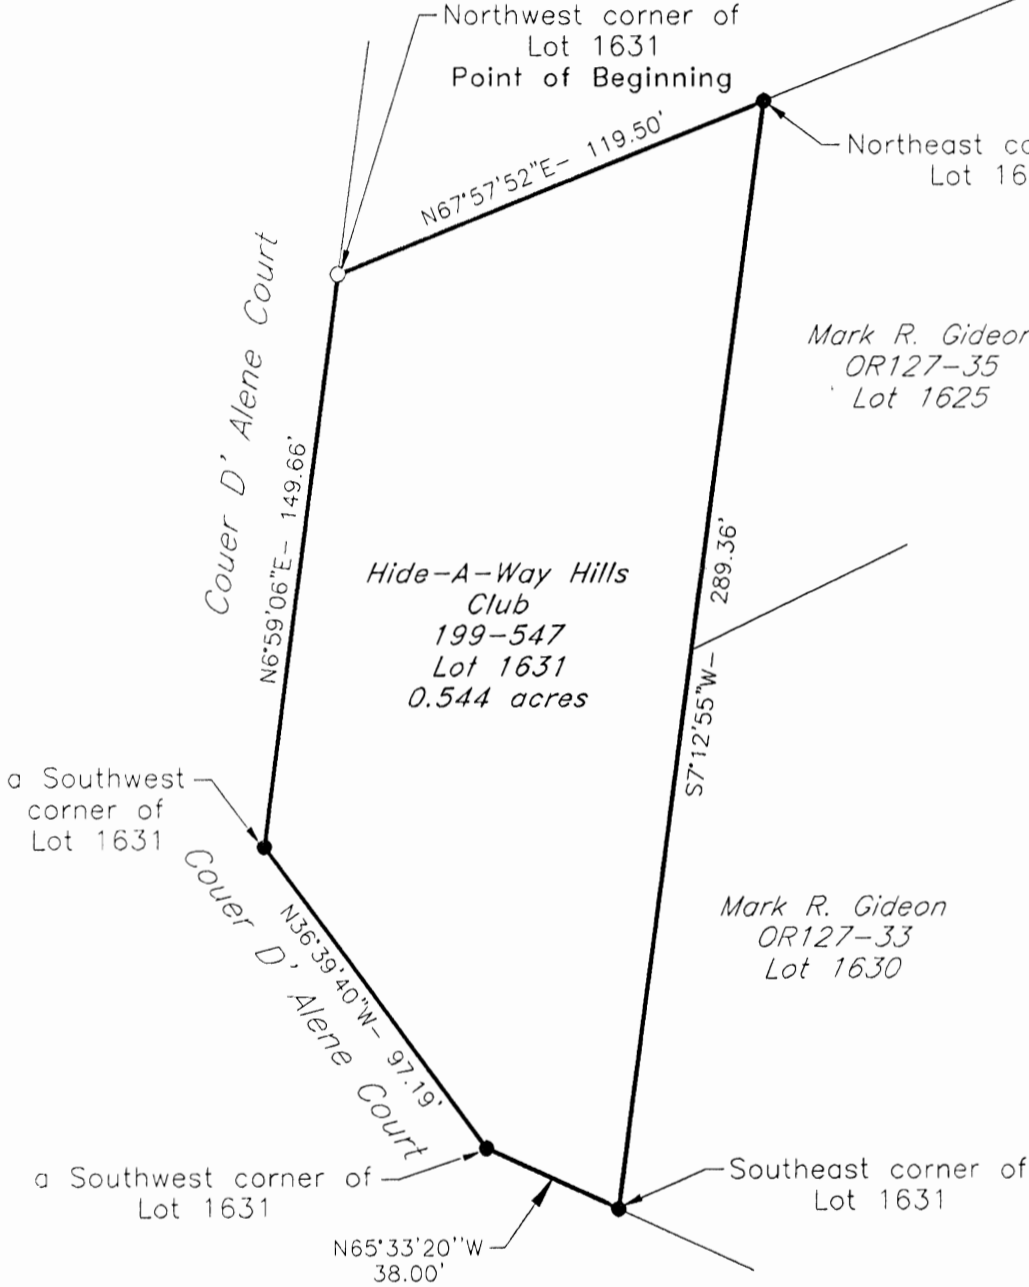 Northwest corner of
Lot 1631
Point of Beginning
N67°57'52"E- 119.50'
Northeast
Lot
Couer D' Alene Court
N6°59'06"E- 149.66'
Mark R.
OR127-35
Lot 1625
289.36'
S7°12'55"W-
Hide-A-Way Hills
Club
199-547
Lot 1631
0.544 acres
a Southwest
corner of
Lot 1631
Couer D' Alene Court
N36°39'40"W- 97.19'
Mark R. Gideon
OR127-33
Lot 1630
a Southwest corner of
Lot 1631
Southeast corner of
Lot 1631
N65°33'20"W
38.00'